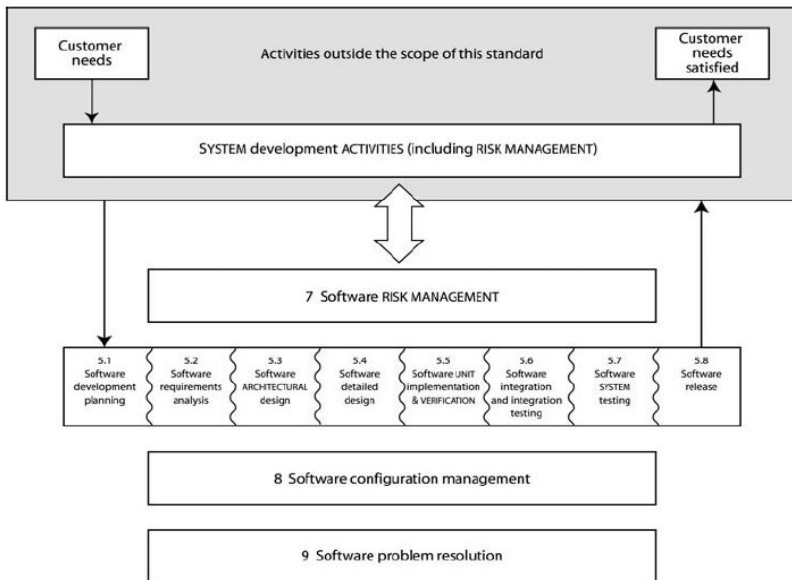 Customer
needs
Activities outside the scope of this standard
Customer
needs
satisfied
SYSTEM development ACTIVITIES (including RISK MANAGEMENT)
7 Software RISK MANAGEMENT
5.1
Software
development
planning
5.2
Software
requirements
analysis
5.3
Software
ARCHITECTURAL
design
5.4
Software
detailed
design
5.5
Software UNIT
implementation
& VERIFICATION
5.6
Software
integration
and integration
testing
5.7
Software
SYSTEM
testing
5.8
Software
release
8 Software configuration management
9 Software problem resolution